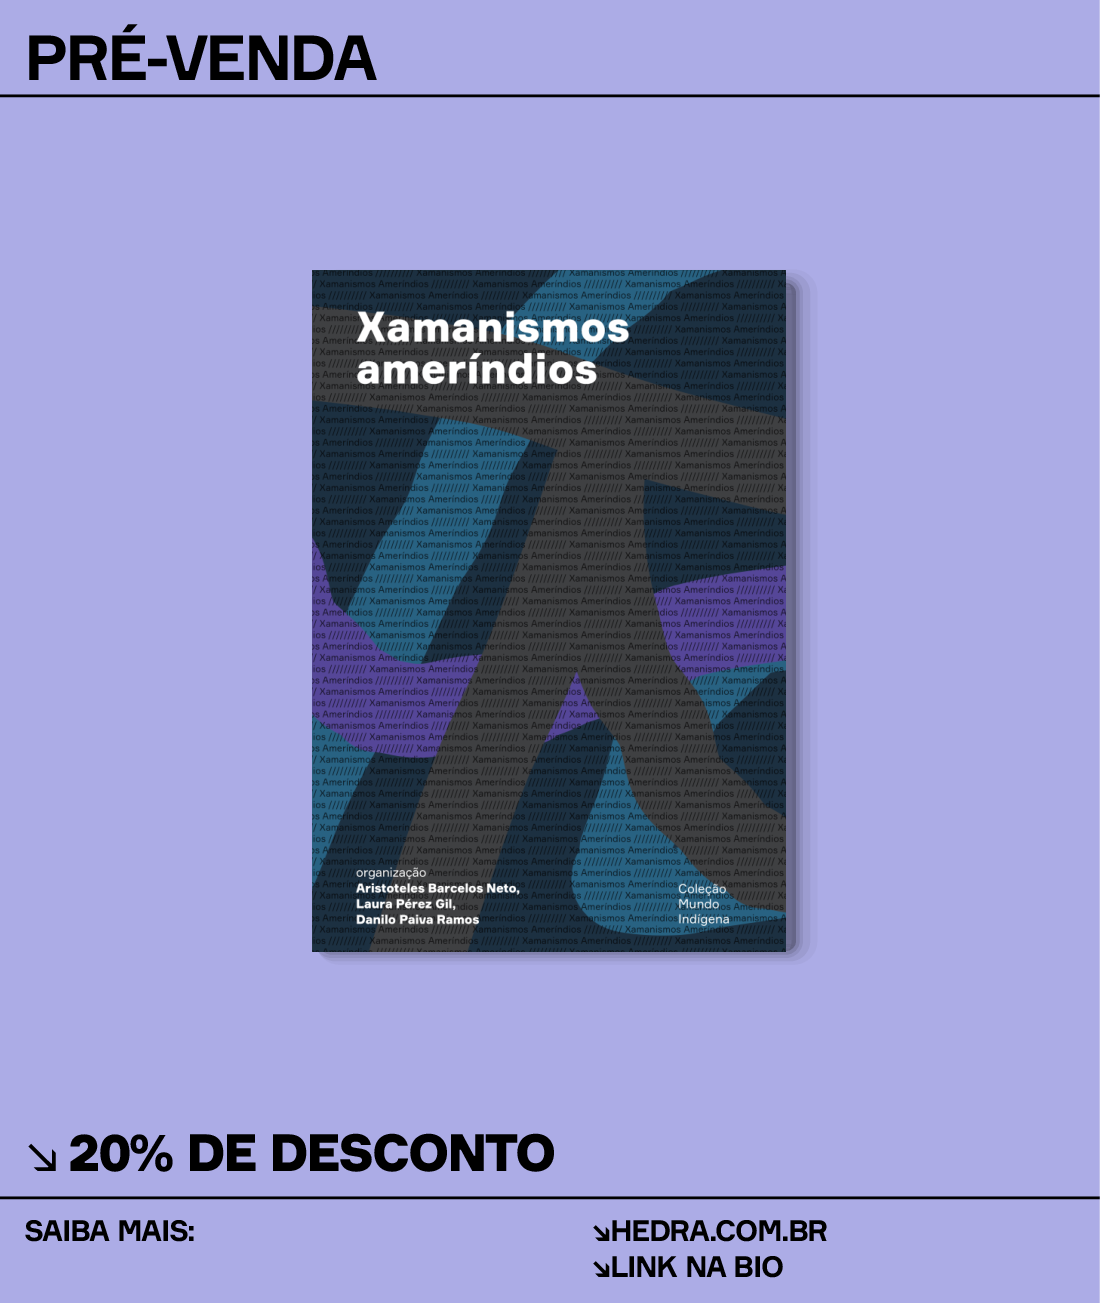 PRÉ-VENDA
Xamanismos
ameríndios
organização
Aristoteles Barcelos Neto,
Laura Pérez Gil,
Danilo Paiva Ramos
Coleção
Mundo
Indígena
↘ 20% DE DESCONTO
SAIBA MAIS:
↘HEDRA.COM.BR
↘LINK NA BIO